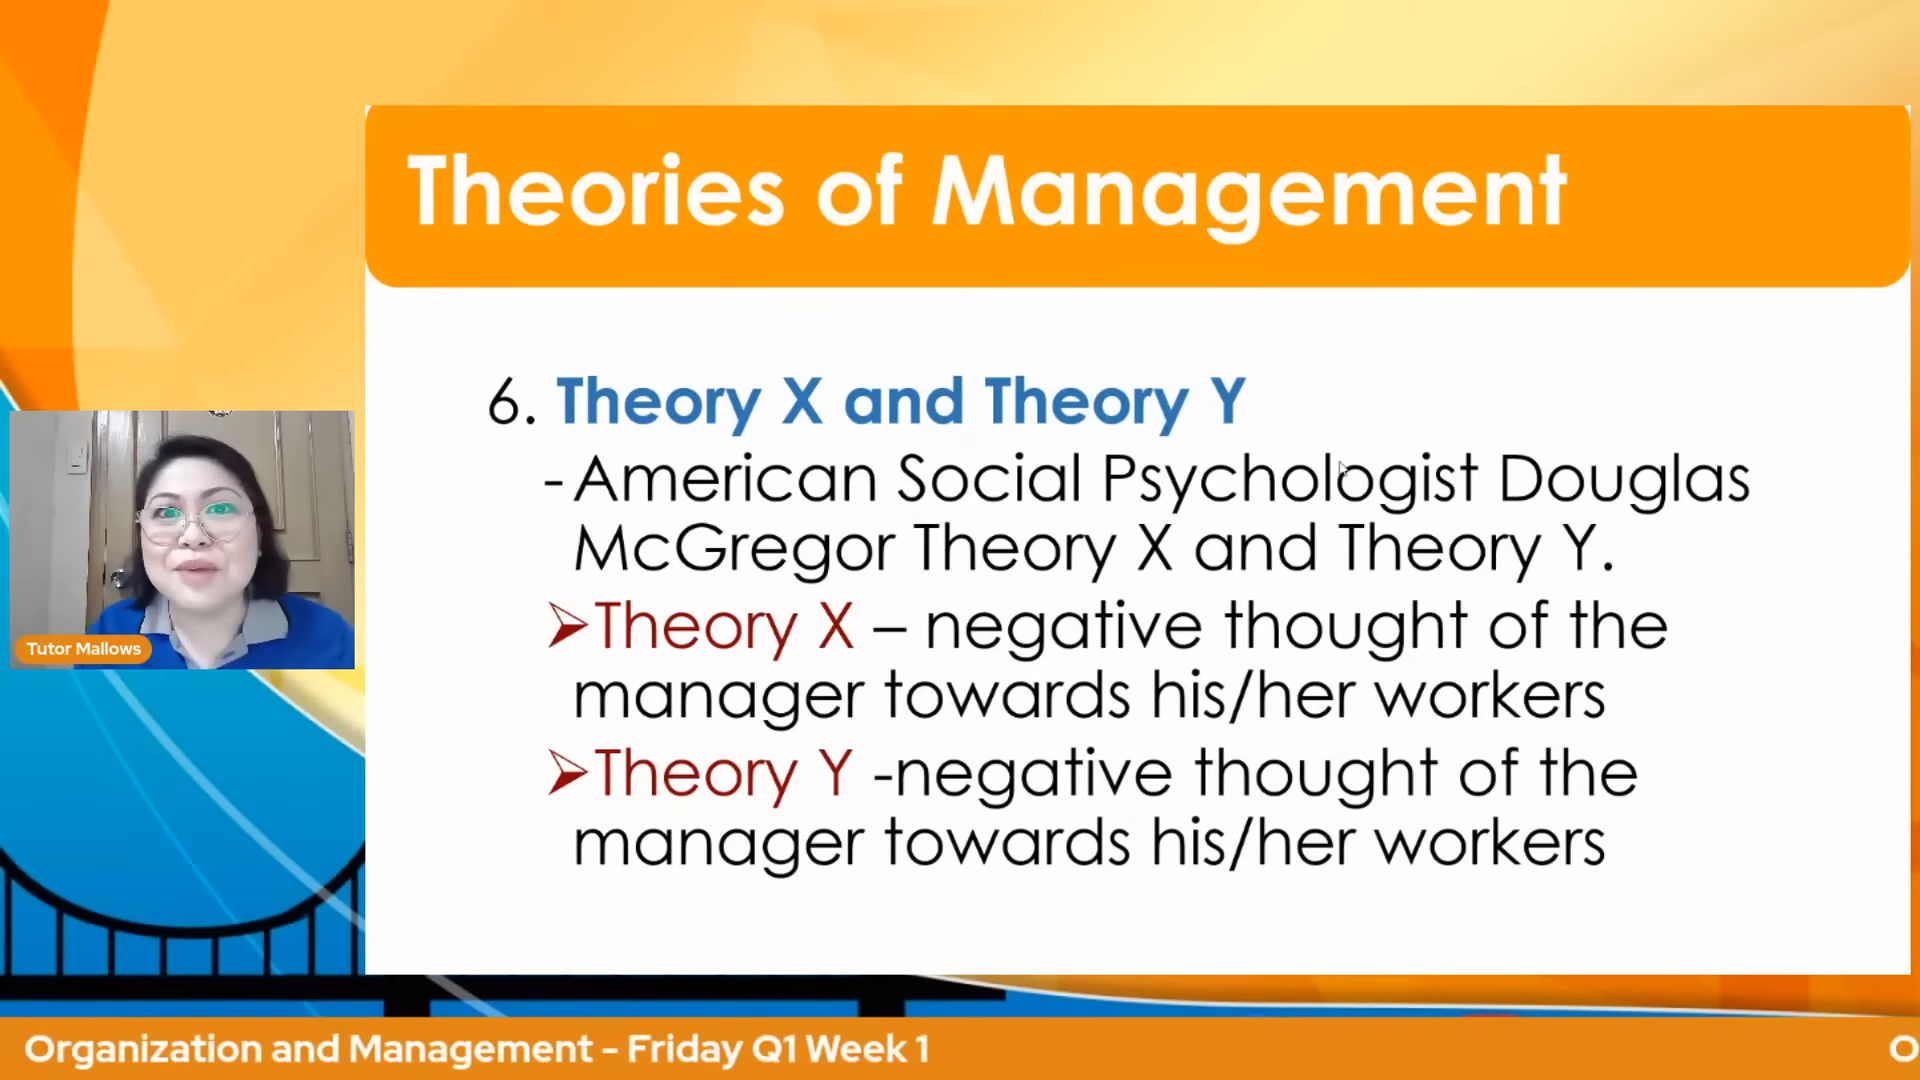 Theories of Management
6. Theory X and Theory Y
- American Social Psychologist Douglas
McGregor Theory X and Theory Y.
➢Theory X – negative thought of the
manager towards his/her workers
➢Theory Y -negative thought of the
manager towards his/her workers
Tutor Mallows
Organization and Management - Friday Q1 Week 1
O